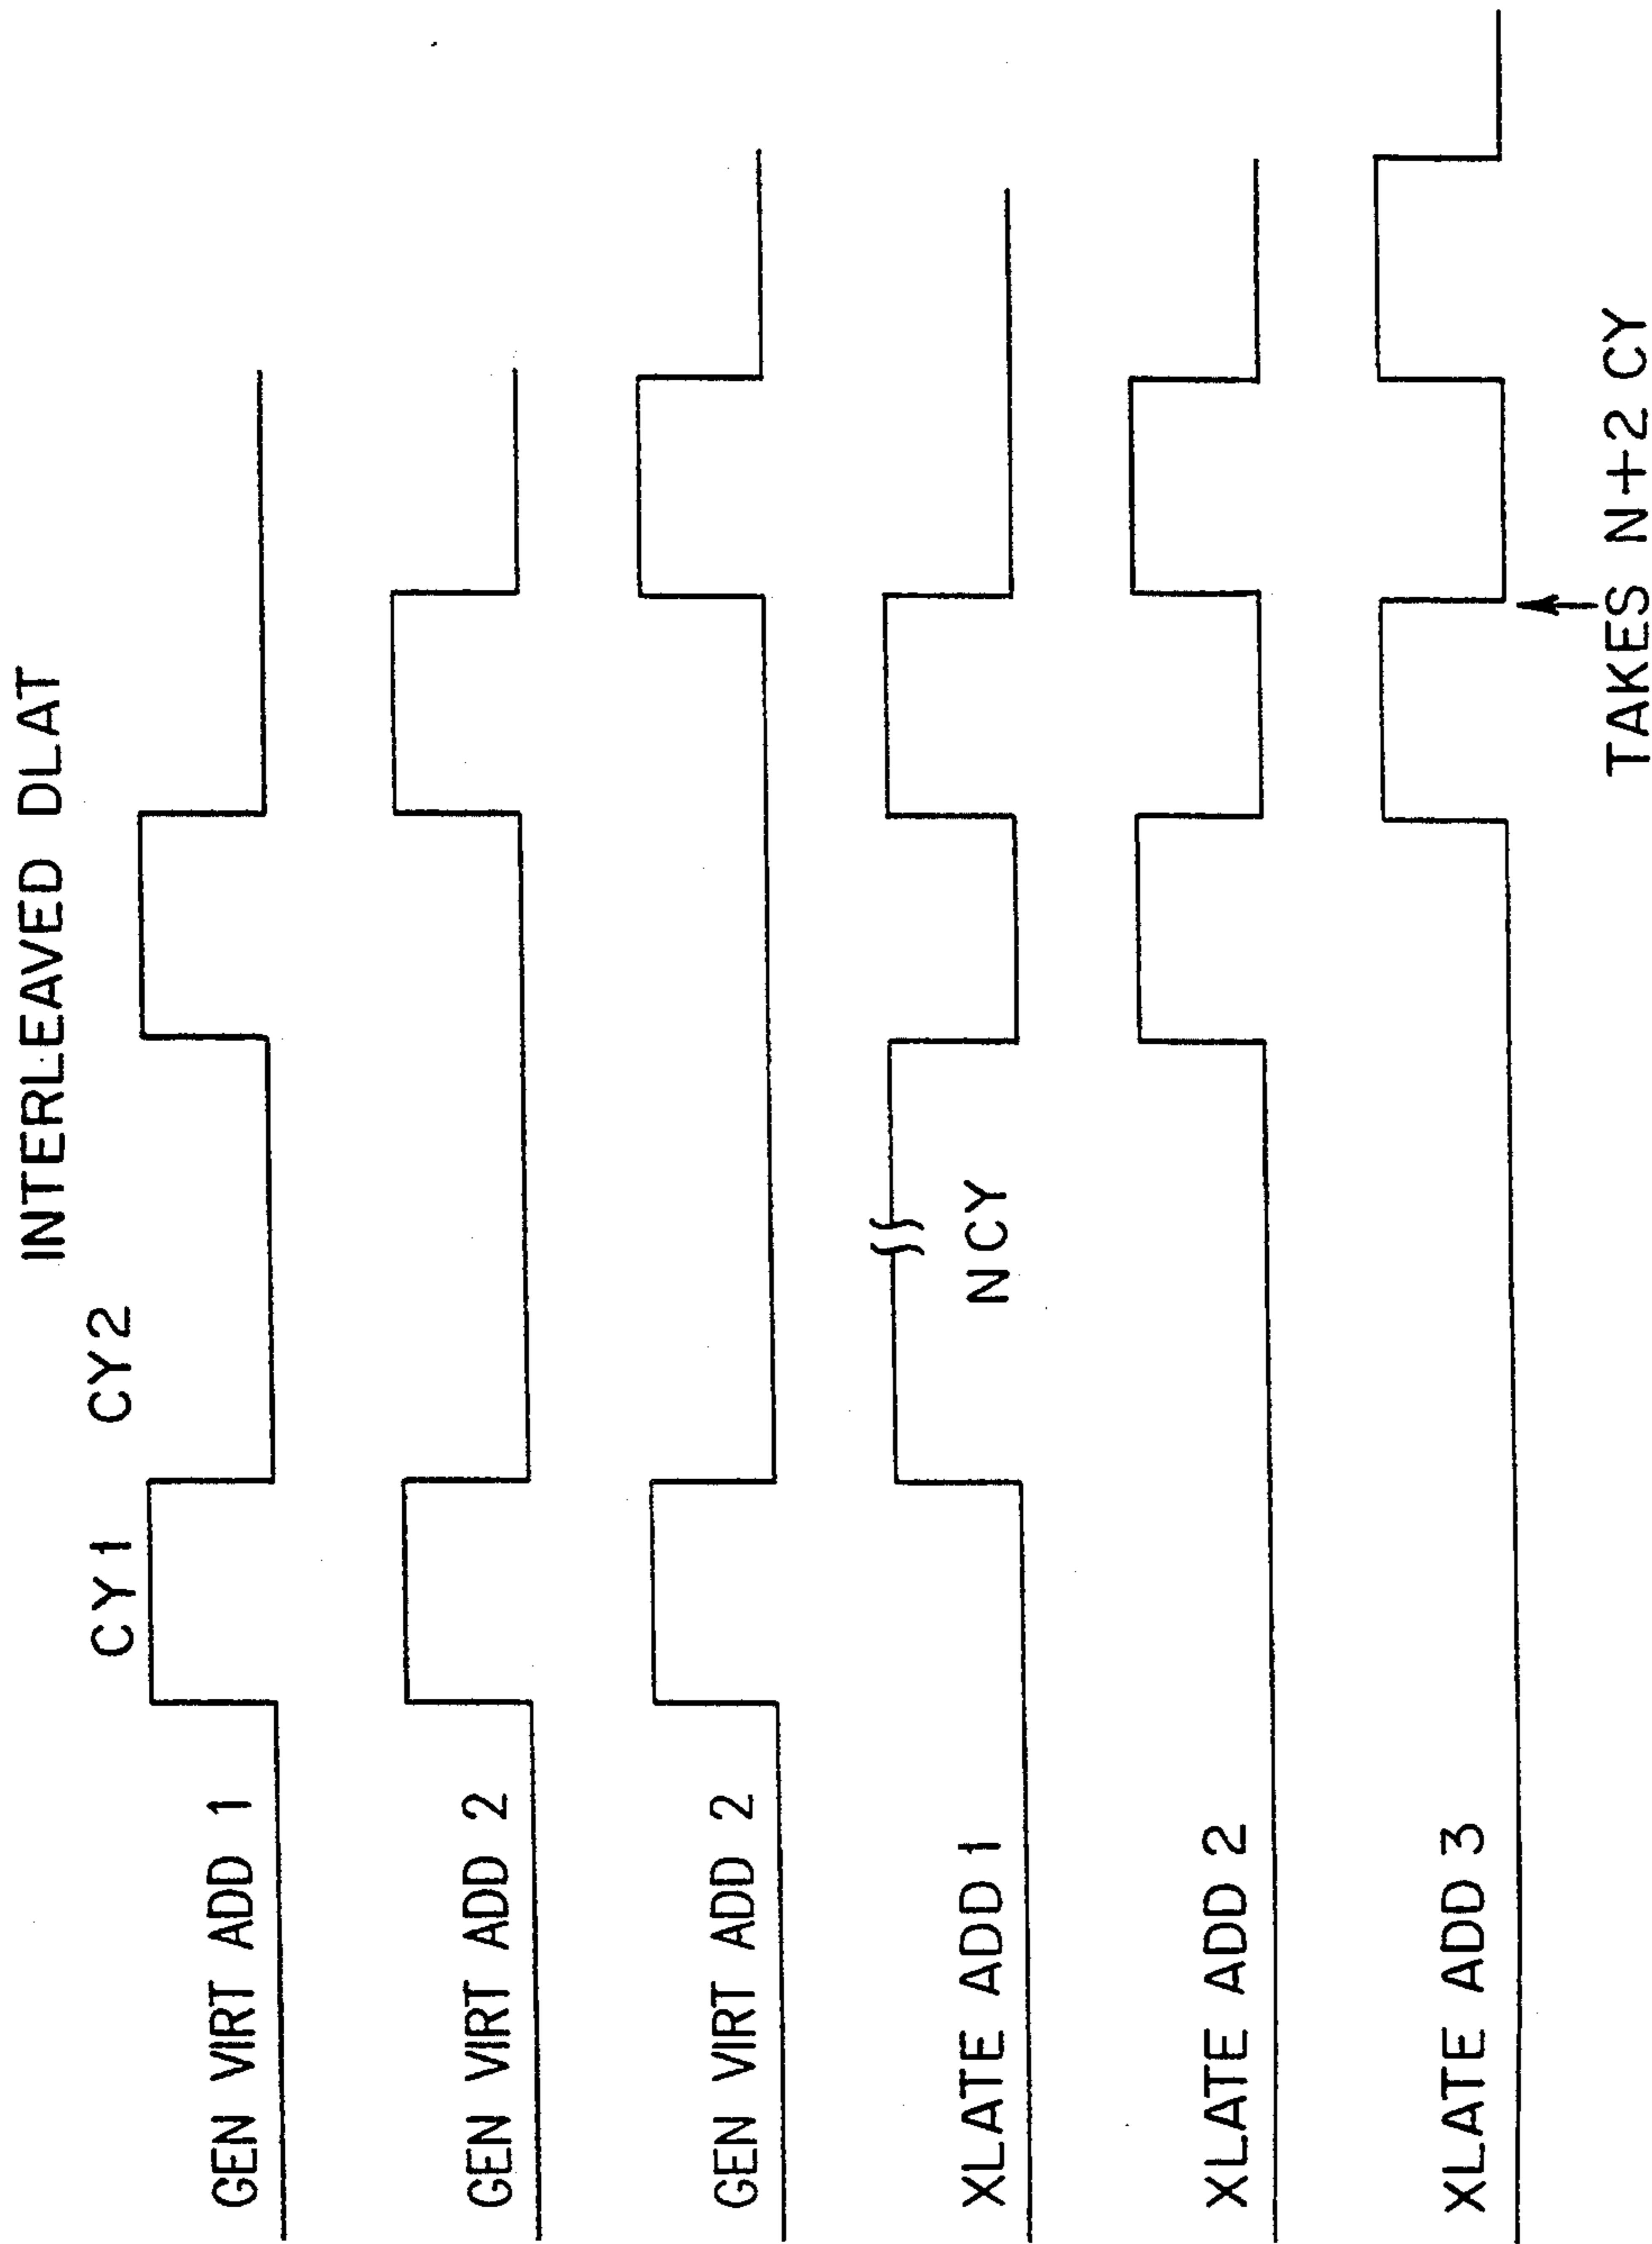 INTERLEAVED DLAT
CY1 CY2
GEN VIRT ADD 1
GEN VIRT ADD 2
GEN VIRT ADD 2
XLATE ADD 1
N CY
XLATE ADD 2
XLATE ADD 3
TAKES N+2 CY